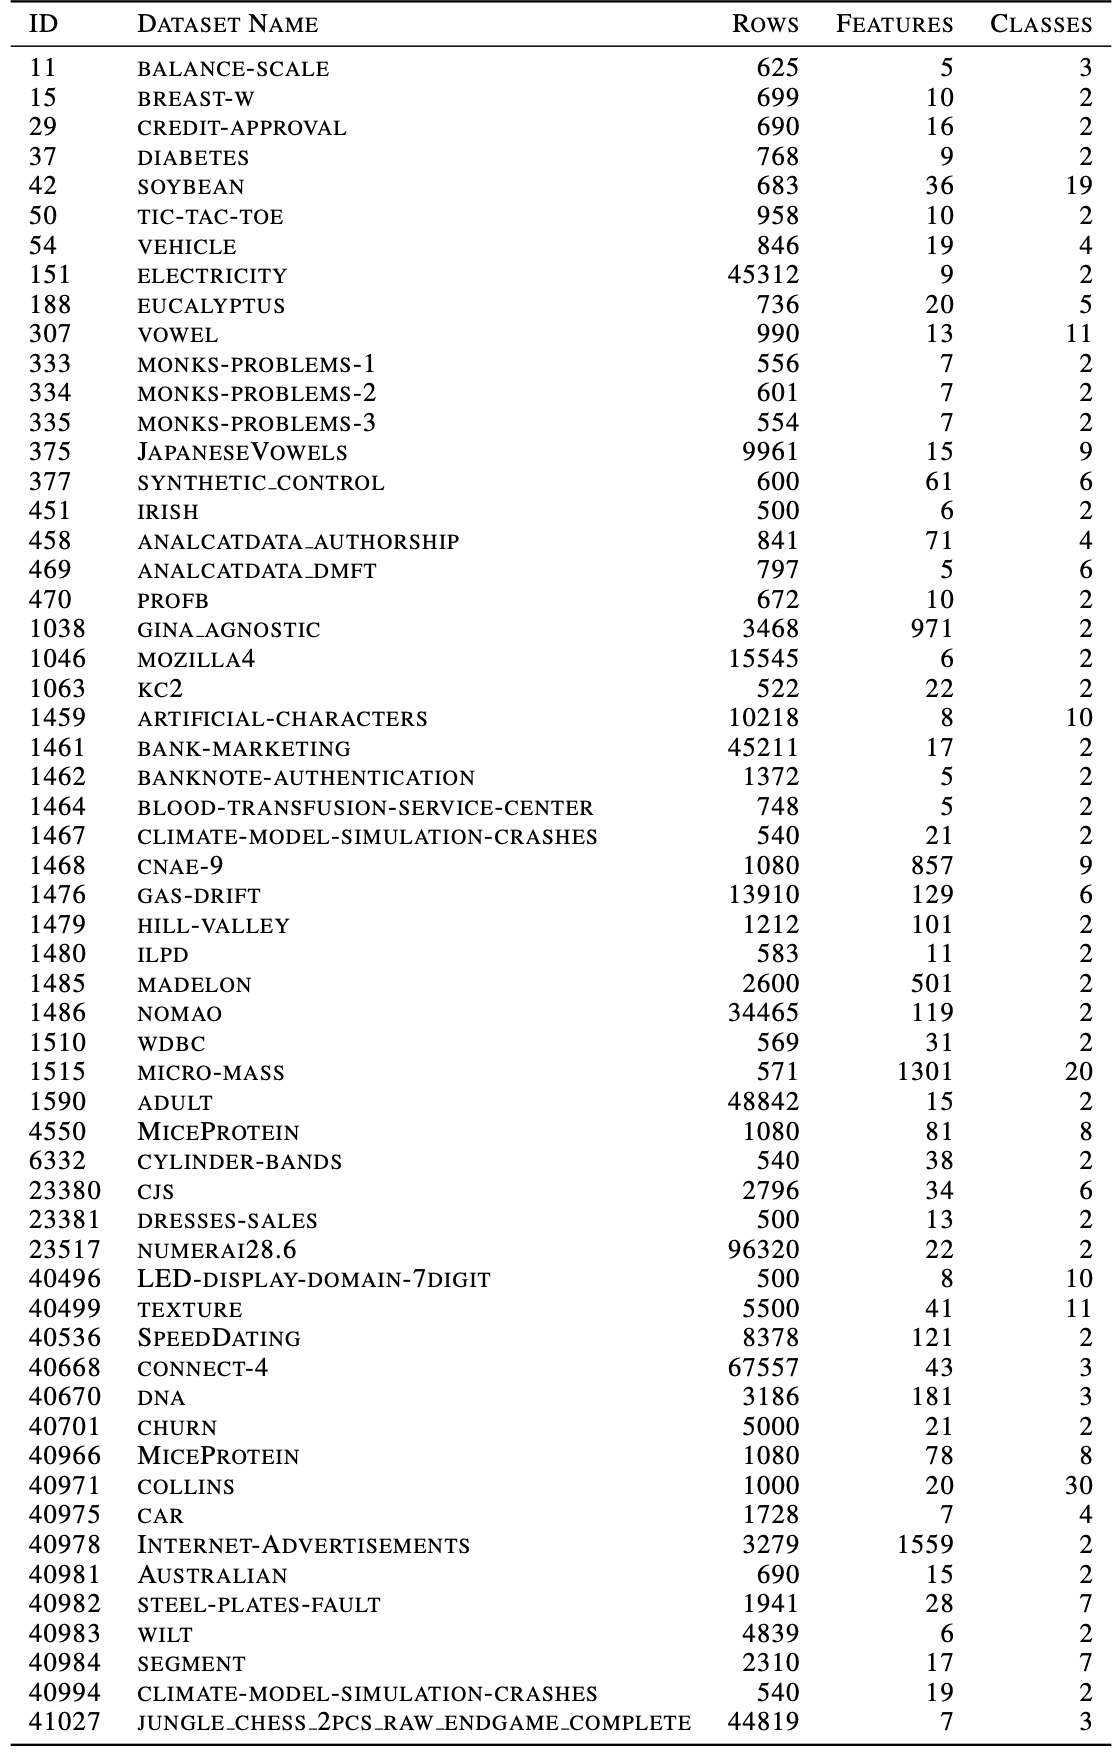 ID DATASET NAME ROWS FEATURES CLASSES
11 BALANCE-SCALE 625 5 3
15 BREAST-W 699 10 2
29 CREDIT-APPROVAL 690 16 2
37 DIABETES 768 9 2
42 SOYBEAN 683 36 19
50 TIC-TAC-TOE 958 10 2
54 VEHICLE 846 19 4
151 ELECTRICITY 45312 9 2
188 EUCALYPTUS 736 20 5
307 VOWEL 990 13 11
333 MONKS-PROBLEMS-1 556 7 2
334 MONKS-PROBLEMS-2 601 7 2
335 MONKS-PROBLEMS-3 554 7 2
375 JAPANESEVOWELS 9961 15 9
377 SYNTHETIC_CONTROL 600 61 6
451 IRISH 500 6 2
458 ANALCATDATA_AUTHORSHIP 841 71 4
469 ANALCATDATA_DMFT 797 5 6
470 PROFB 672 10 2
1038 GINA_AGNOSTIC 3468 971 2
1046 MOZILLA4 15545 6 2
1063 KC2 522 22 2
1459 ARTIFICIAL-CHARACTERS 10218 8 10
1461 BANK-MARKETING 45211 17 2
1462 BANKNOTE-AUTHENTICATION 1372 5 2
1464 BLOOD-TRANSFUSION-SERVICE-CENTER 748 5 2
1467 CLIMATE-MODEL-SIMULATION-CRASHES 540 21 2
1468 CNAE-9 1080 857 9
1476 GAS-DRIFT 13910 129 6
1479 HILL-VALLEY 1212 101 2
1480 ILPD 583 11 2
1485 MADELON 2600 501 2
1486 NOMAO 34465 119 2
1510 WDBC 569 31 2
1515 MICRO-MASS 571 1301 20
1590 ADULT 48842 15 2
4550 MICEPROTEIN 1080 81 8
6332 CYLINDER-BANDS 540 38 2
23380 CJS 2796 34 6
23381 DRESSES-SALES 500 13 2
23517 NUMERAI28.6 96320 22 2
40496 LED-DISPLAY-DOMAIN-7DIGIT 500 8 10
40499 TEXTURE 5500 41 11
40536 SPEEDDATING 8378 121 2
40668 CONNECT-4 67557 43 3
40670 DNA 3186 181 3
40701 CHURN 5000 21 2
40966 MICEPROTEIN 1080 78 8
40971 COLLINS 1000 20 30
40975 CAR 1728 7 4
40978 INTERNET-ADVERTISEMENTS 3279 1559 2
40981 AUSTRALIAN 690 15 2
40982 STEEL-PLATES-FAULT 1941 28 7
40983 WILT 4839 6 2
40984 SEGMENT 2310 17 7
40994 CLIMATE-MODEL-SIMULATION-CRASHES 540 19 2
41027 JUNGLE_CHESS_2PCS_RAW_ENDGAME_COMPLETE 44819 7 3